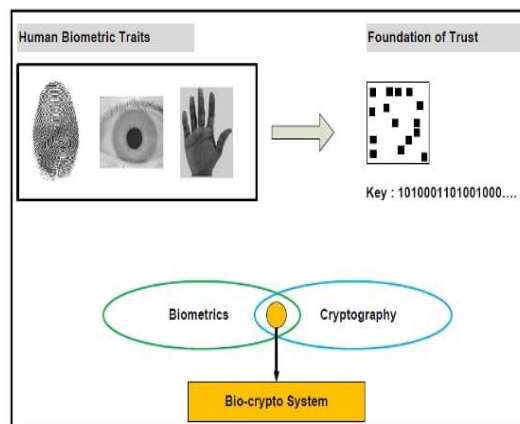 Human Biometric Traits
Foundation of Trust
Key : 1010001101001000....
Biometrics
Cryptography
Bio-crypto System